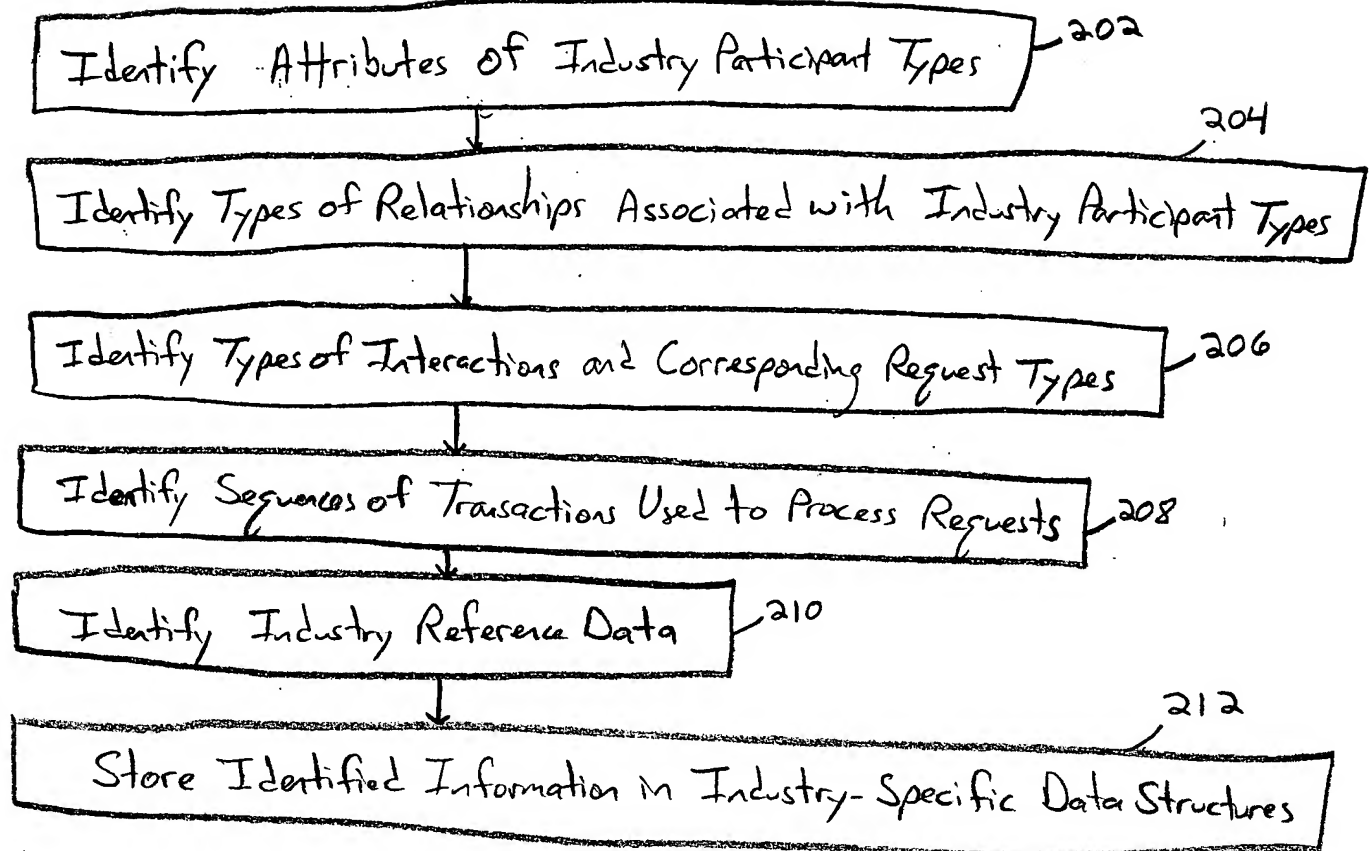 Identify Attributes of Industry Participant Types
202
204
Identify Types of Relationships Associated with Industry Participant Types
Identify Types of Interactions and Corresponding Request Types
206
Identify Sequences of Transactions Used to Process Requests
208
Identify Industry Reference Data
210
212
Store Identified Information in Industry-Specific Data Structures